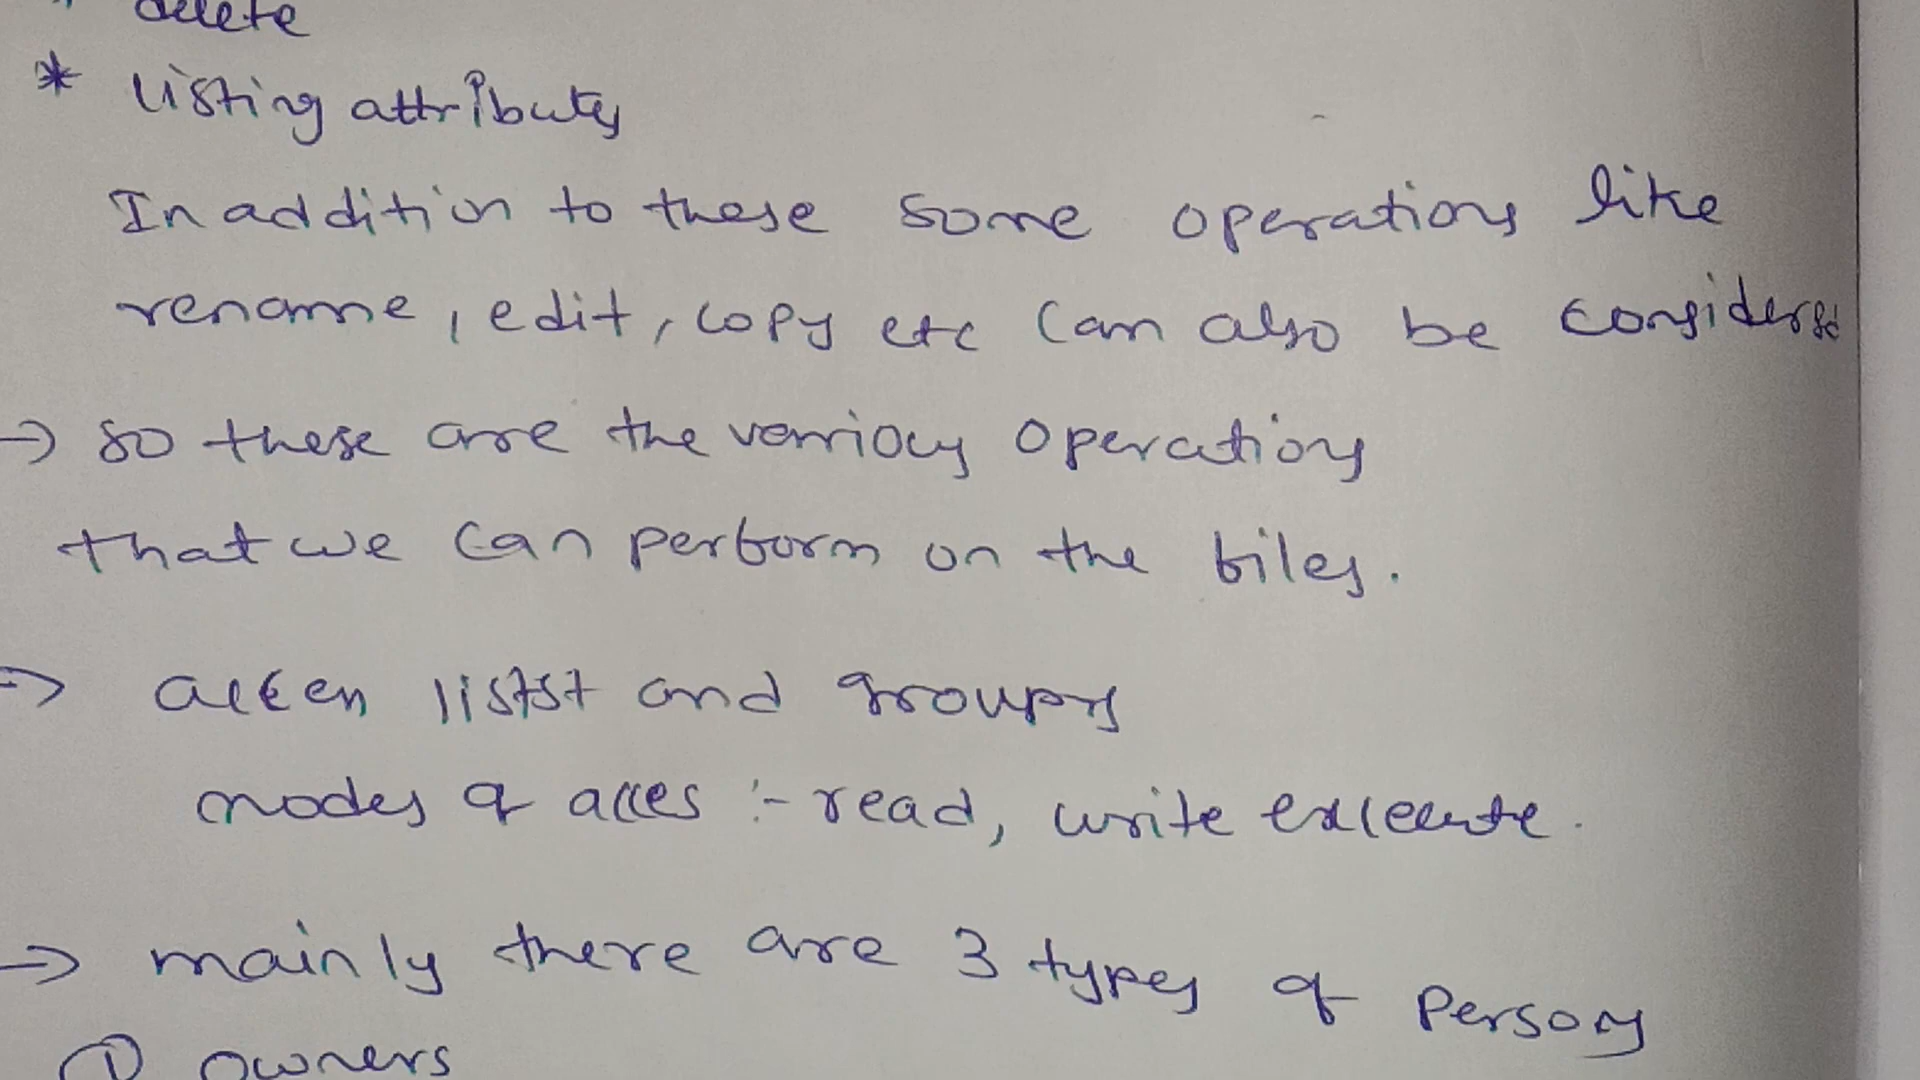 * delete
* listing attributes
In addition to these some operations like
rename, edit, copy etc can also be considered
→ so these are the various operations
that we can perform on the files.
→ access listst and groups
modes of acces :- read, write execute.
→ mainly there are 3 types of persons
① owners